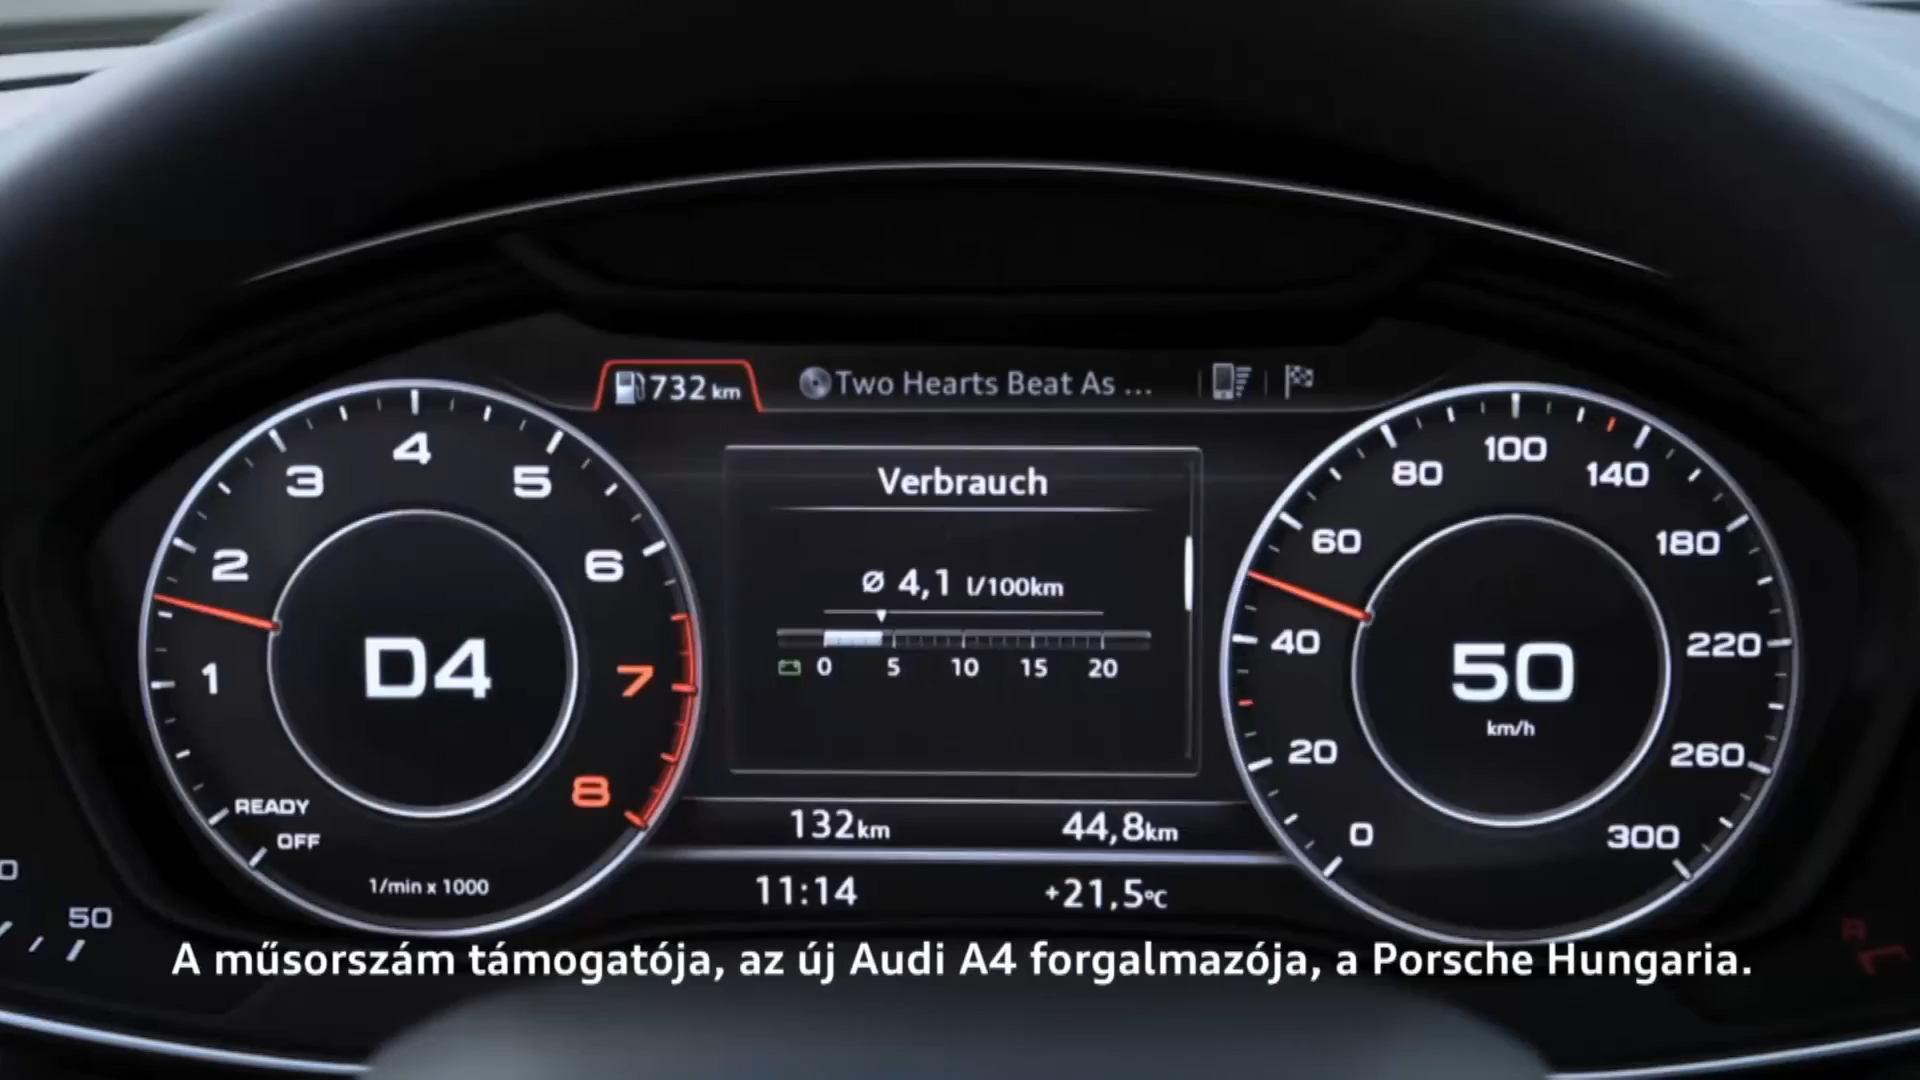 732 km
Two Hearts Beat As ...
Verbrauch
ø 4,1 l/100km
0 5 10 15 20
1 2 3 4 5 6 7 8
D4
READY
OFF
1/min x 1000
0 20 40 60 80 100 140 180 220 260 300
50
km/h
132km 44,8km
11:14 +21,5°C
50
A műsorszám támogatója, az új Audi A4 forgalmazója, a Porsche Hungaria.